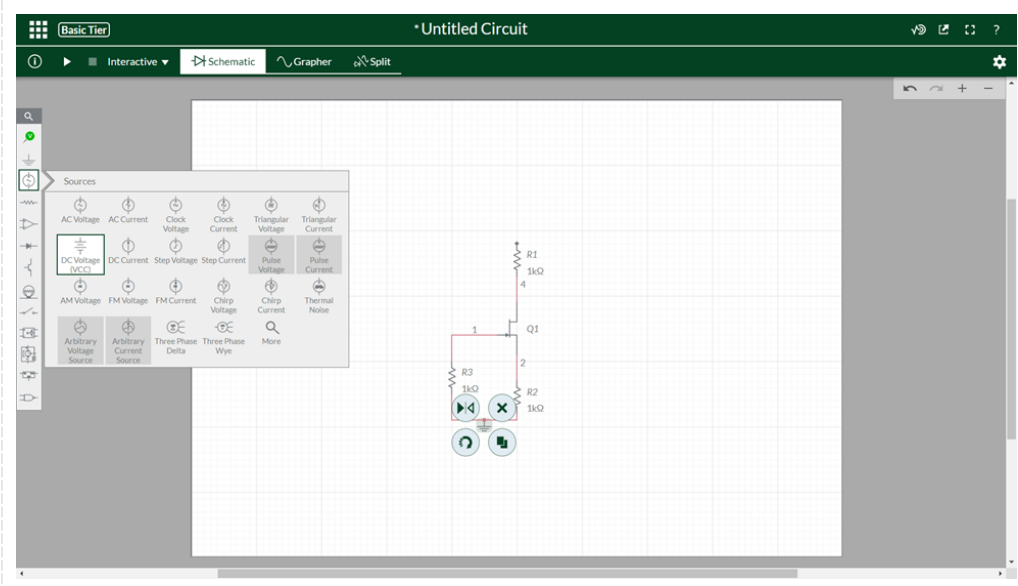 Basic Tier
*Untitled Circuit
?
Interactive
Schematic
Grapher
Split
Sources
AC Voltage
AC Current
Clock
Voltage
Clock
Current
Triangular
Voltage
Triangular
Current
DC Voltage
(VCC)
DC Current
Step Voltage
Step Current
Pulse
Voltage
Pulse
Current
AM Voltage
FM Voltage
FM Current
Chirp
Voltage
Chirp
Current
Thermal
Noise
Arbitrary
Voltage
Source
Arbitrary
Current
Source
Three Phase
Delta
Three Phase
Wye
More
R1
1kΩ
4
1
Q1
2
R3
1kΩ
R2
1kΩ